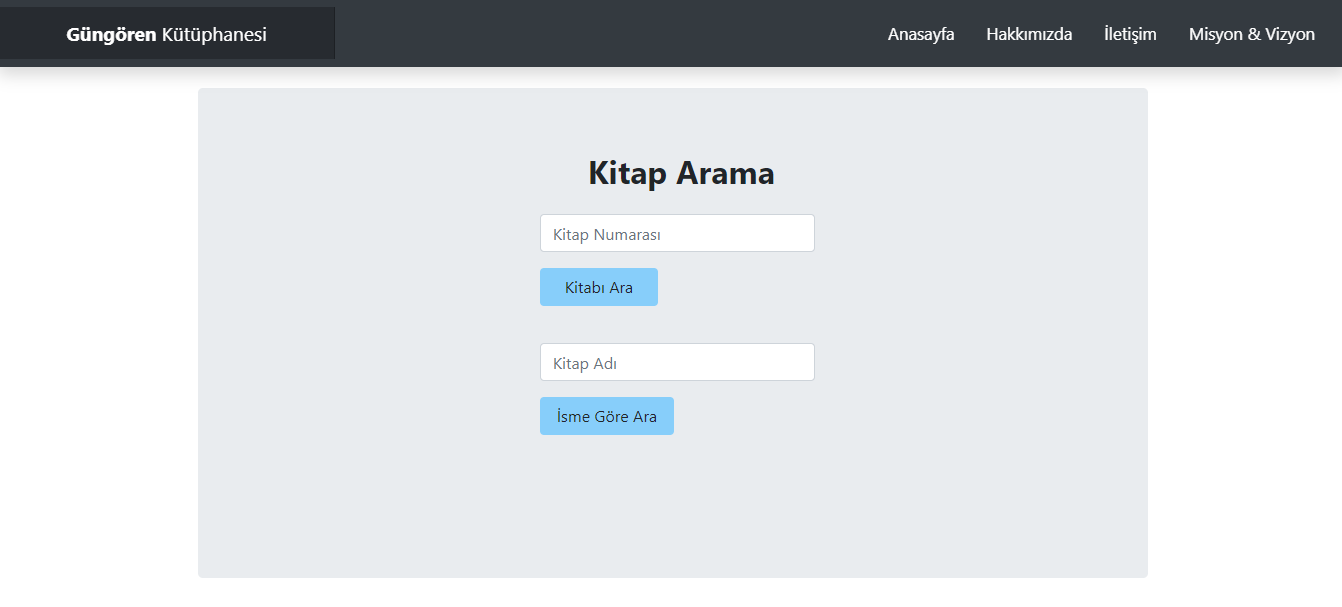 Güngören Kütüphanesi
Anasayfa Hakkımızda İletişim Misyon & Vizyon
Kitap Arama
Kitap Numarası
Kitabı Ara
Kitap Adı
İsme Göre Ara